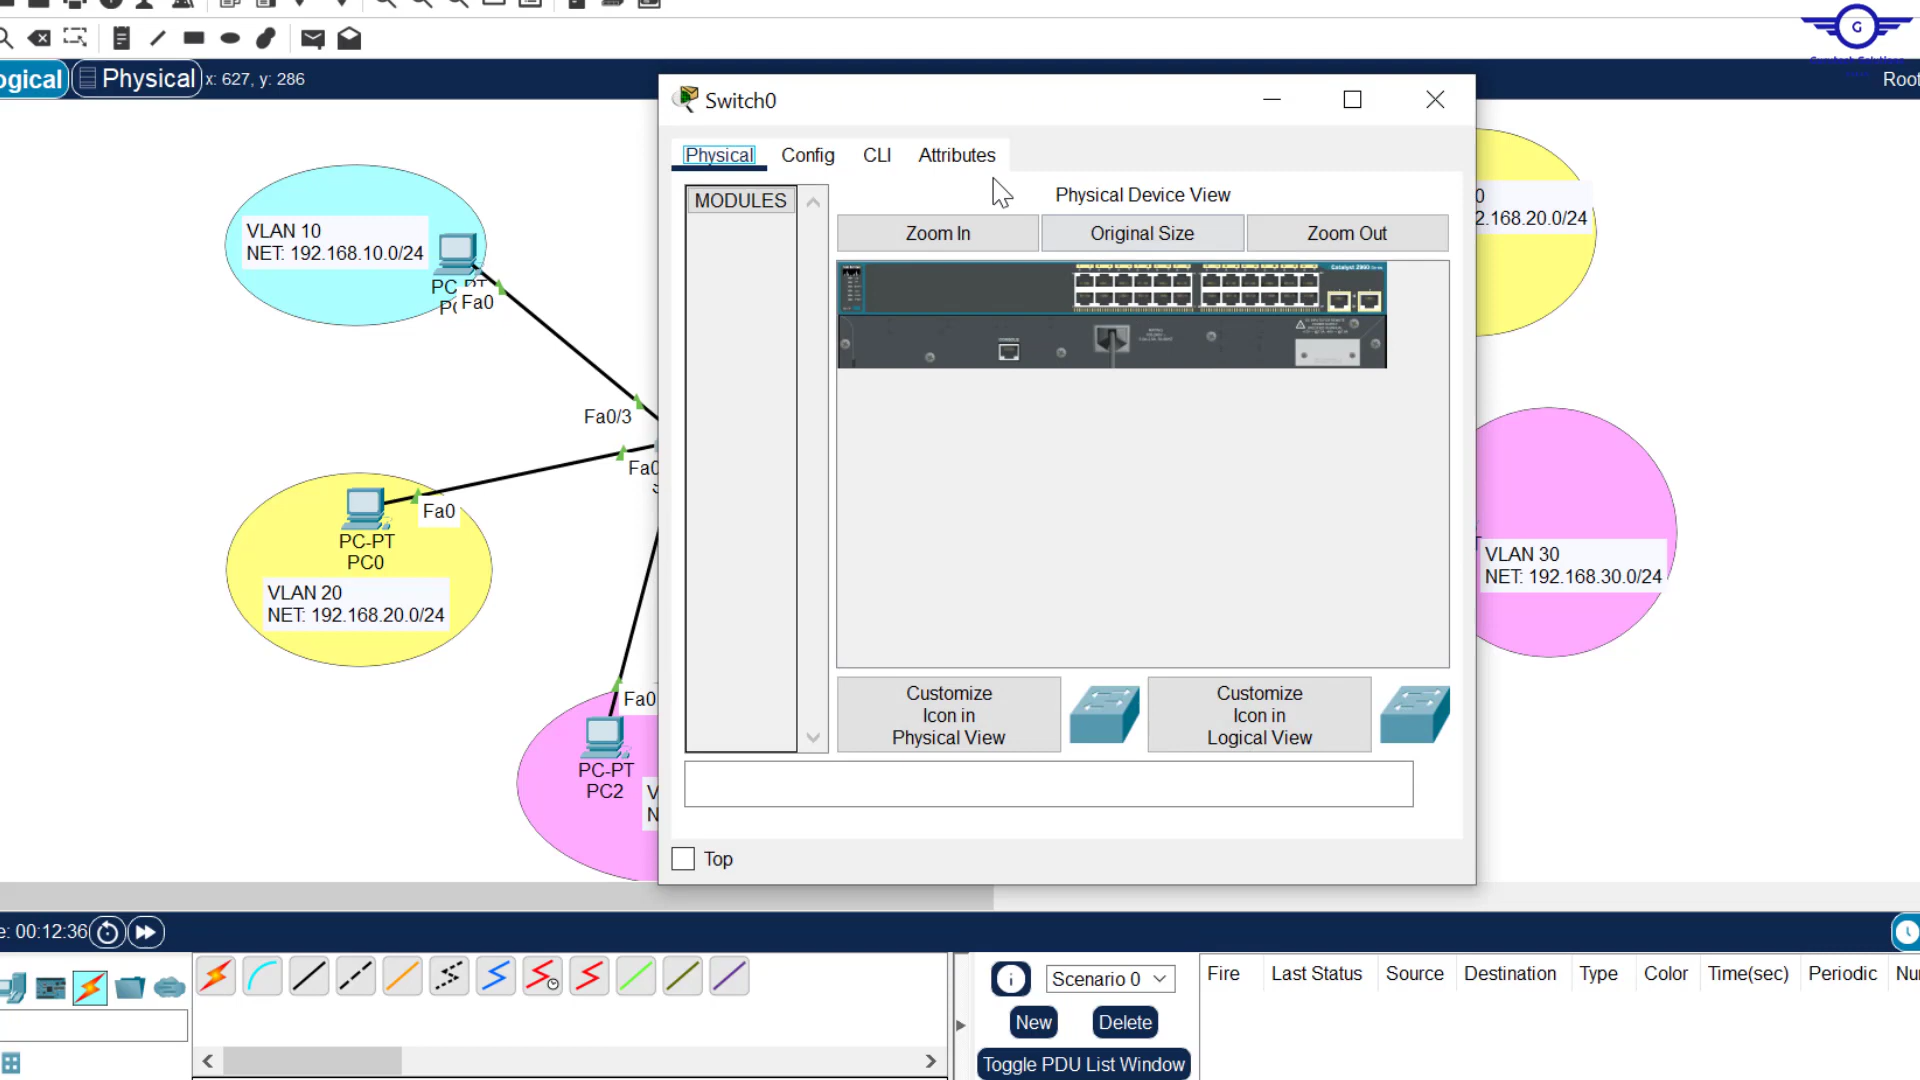 G
ogical
Physical
x: 627, y: 286
Root
Switch0
Physical
Config
CLI
Attributes
MODULES
Physical Device View
Zoom In
Original Size
Zoom Out
VLAN 10
NET: 192.168.10.0/24
Fa0
Fa0/3
Fa0
PC-PT
PC0
VLAN 20
NET: 192.168.20.0/24
Fa0
PC-PT
PC2
Fa0
0
2.168.20.0/24
VLAN 30
NET: 192.168.30.0/24
Customize
Icon in
Physical View
Customize
Icon in
Logical View
Top
e: 00:12:36
Scenario 0
New
Delete
Toggle PDU List Window
Fire
Last Status
Source
Destination
Type
Color
Time(sec)
Periodic
Nu